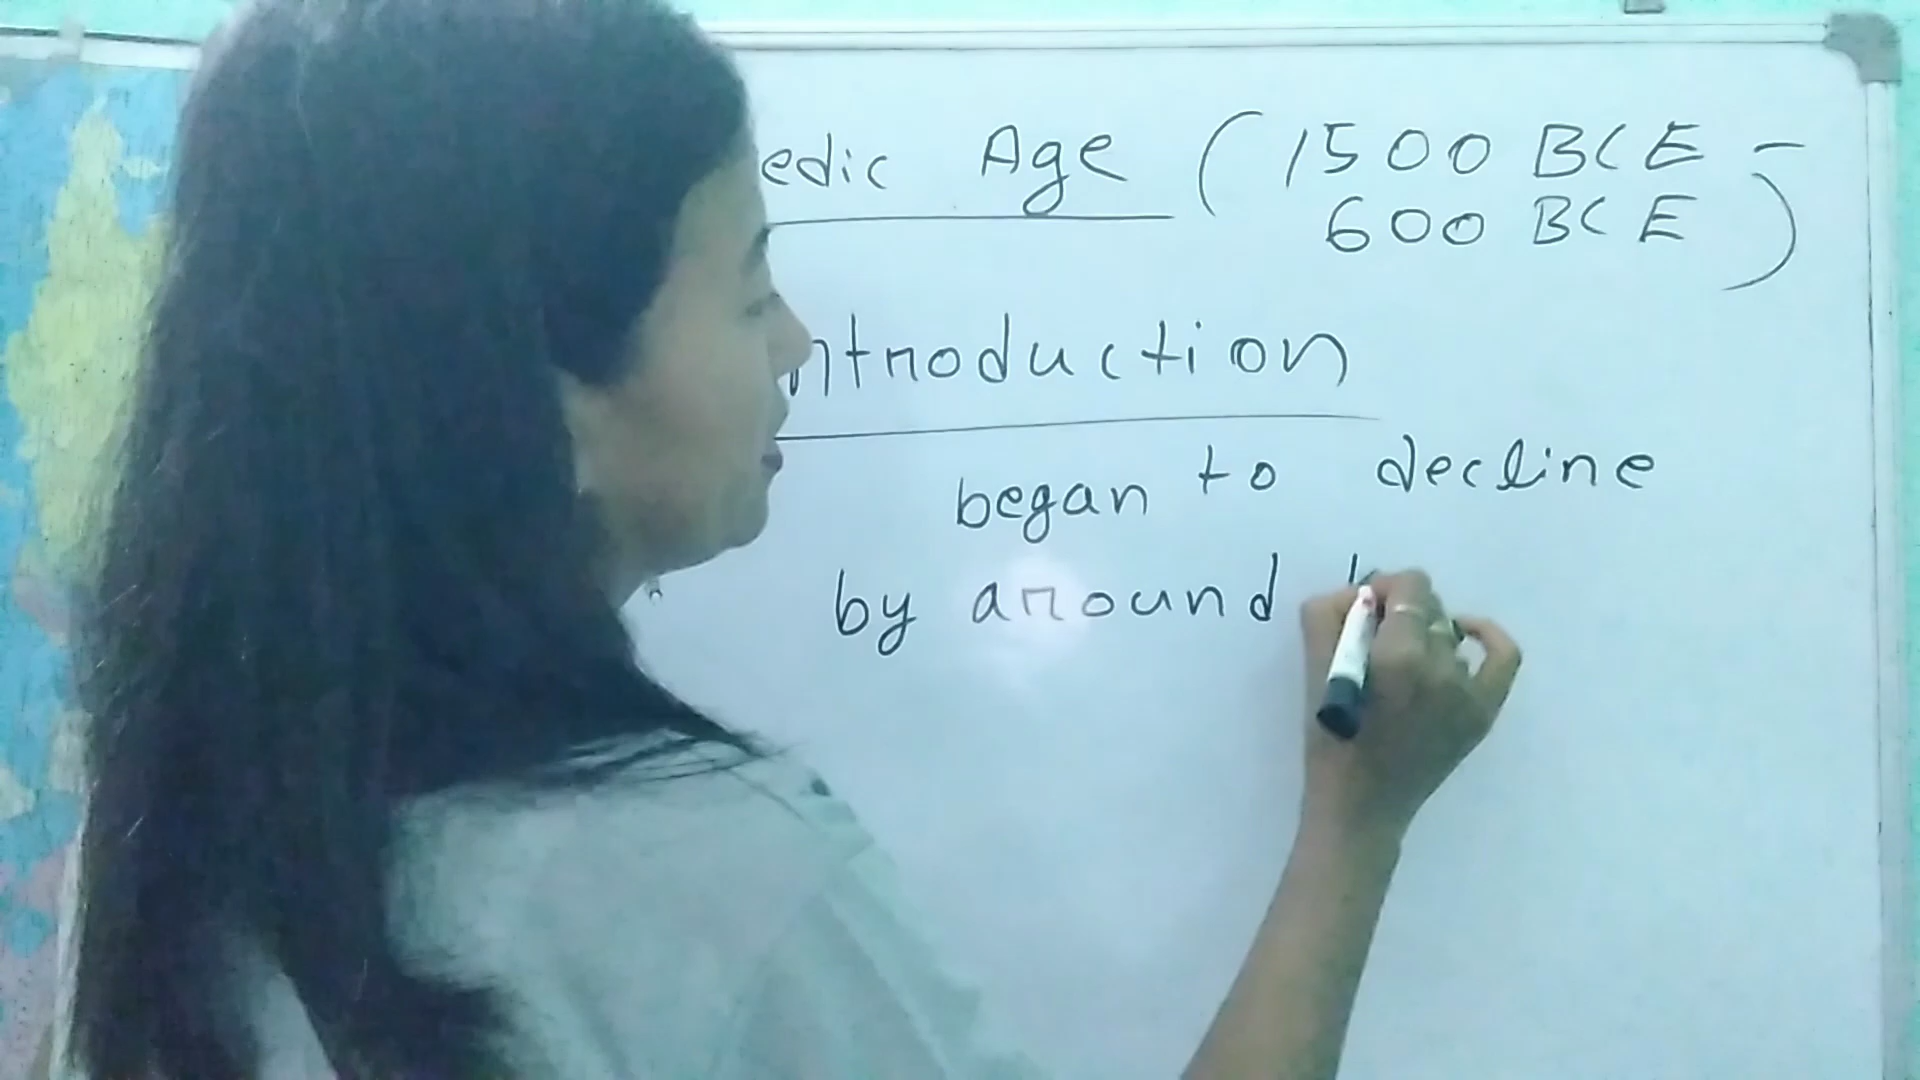 edic Age (1500 BCE -
600 BCE)
ntroduction
began to decline
by around